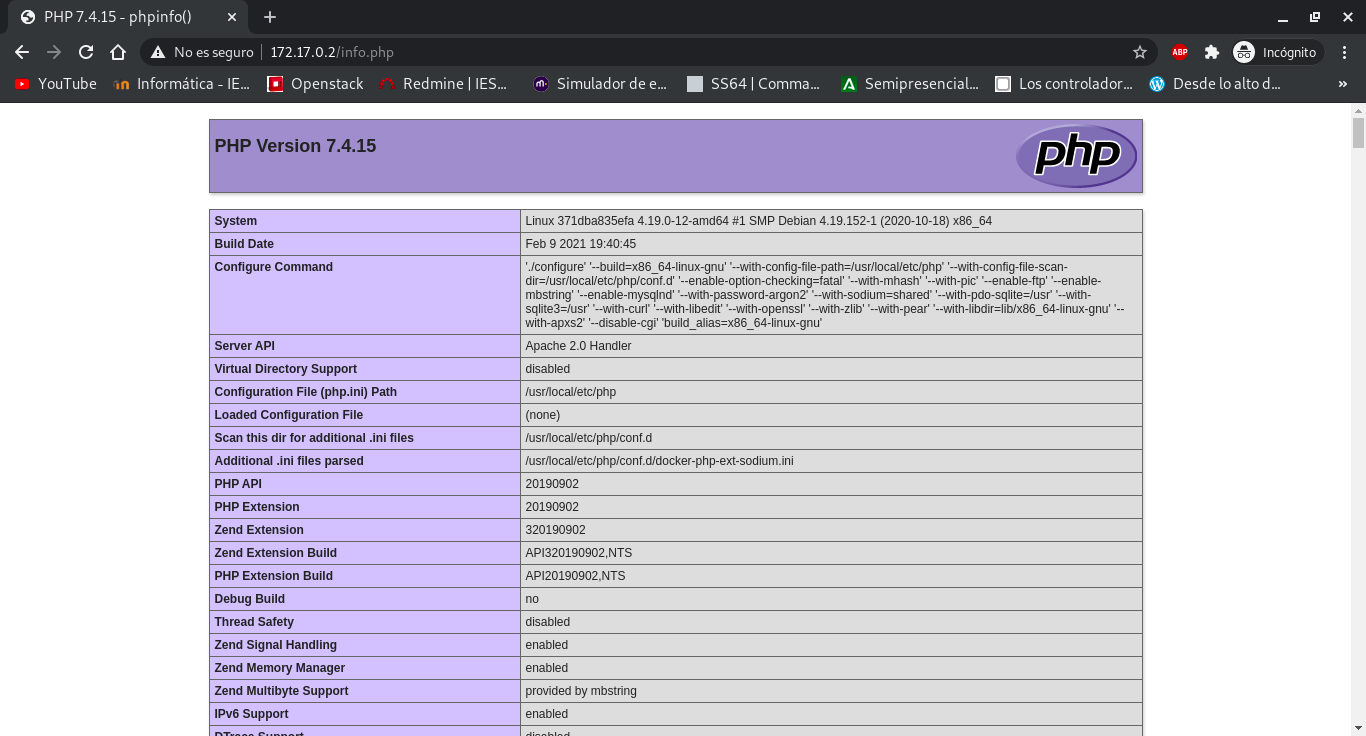 PHP 7.4.15 - phpinfo()
No es seguro 172.17.0.2/info.php
ABP
Incógnito
YouTube
Informática - IE...
Openstack
Redmine | IES...
Simulador de e...
SS64 | Comma...
Semipresencial...
Los controlador...
Desde lo alto d...
»
PHP Version 7.4.15
php
System Linux 371dba835efa 4.19.0-12-amd64 #1 SMP Debian 4.19.152-1 (2020-10-18) x86_64
Build Date Feb 9 2021 19:40:45
Configure Command './configure' '--build=x86_64-linux-gnu' '--with-config-file-path=/usr/local/etc/php' '--with-config-file-scan-
dir=/usr/local/etc/php/conf.d' '--enable-option-checking=fatal' '--with-mhash' '--with-pic' '--enable-ftp' '--enable-
mbstring' '--enable-mysqlnd' '--with-password-argon2' '--with-sodium=shared' '--with-pdo-sqlite=/usr' '--with-
sqlite3=/usr' '--with-curl' '--with-libedit' '--with-openssl' '--with-zlib' '--with-pear' '--with-libdir=lib/x86_64-linux-gnu' '--
with-apxs2' '--disable-cgi' 'build_alias=x86_64-linux-gnu'
Server API Apache 2.0 Handler
Virtual Directory Support disabled
Configuration File (php.ini) Path /usr/local/etc/php
Loaded Configuration File (none)
Scan this dir for additional .ini files /usr/local/etc/php/conf.d
Additional .ini files parsed /usr/local/etc/php/conf.d/docker-php-ext-sodium.ini
PHP API 20190902
PHP Extension 20190902
Zend Extension 320190902
Zend Extension Build API320190902,NTS
PHP Extension Build API20190902,NTS
Debug Build no
Thread Safety disabled
Zend Signal Handling enabled
Zend Memory Manager enabled
Zend Multibyte Support provided by mbstring
IPv6 Support enabled
DTrace Support disabled